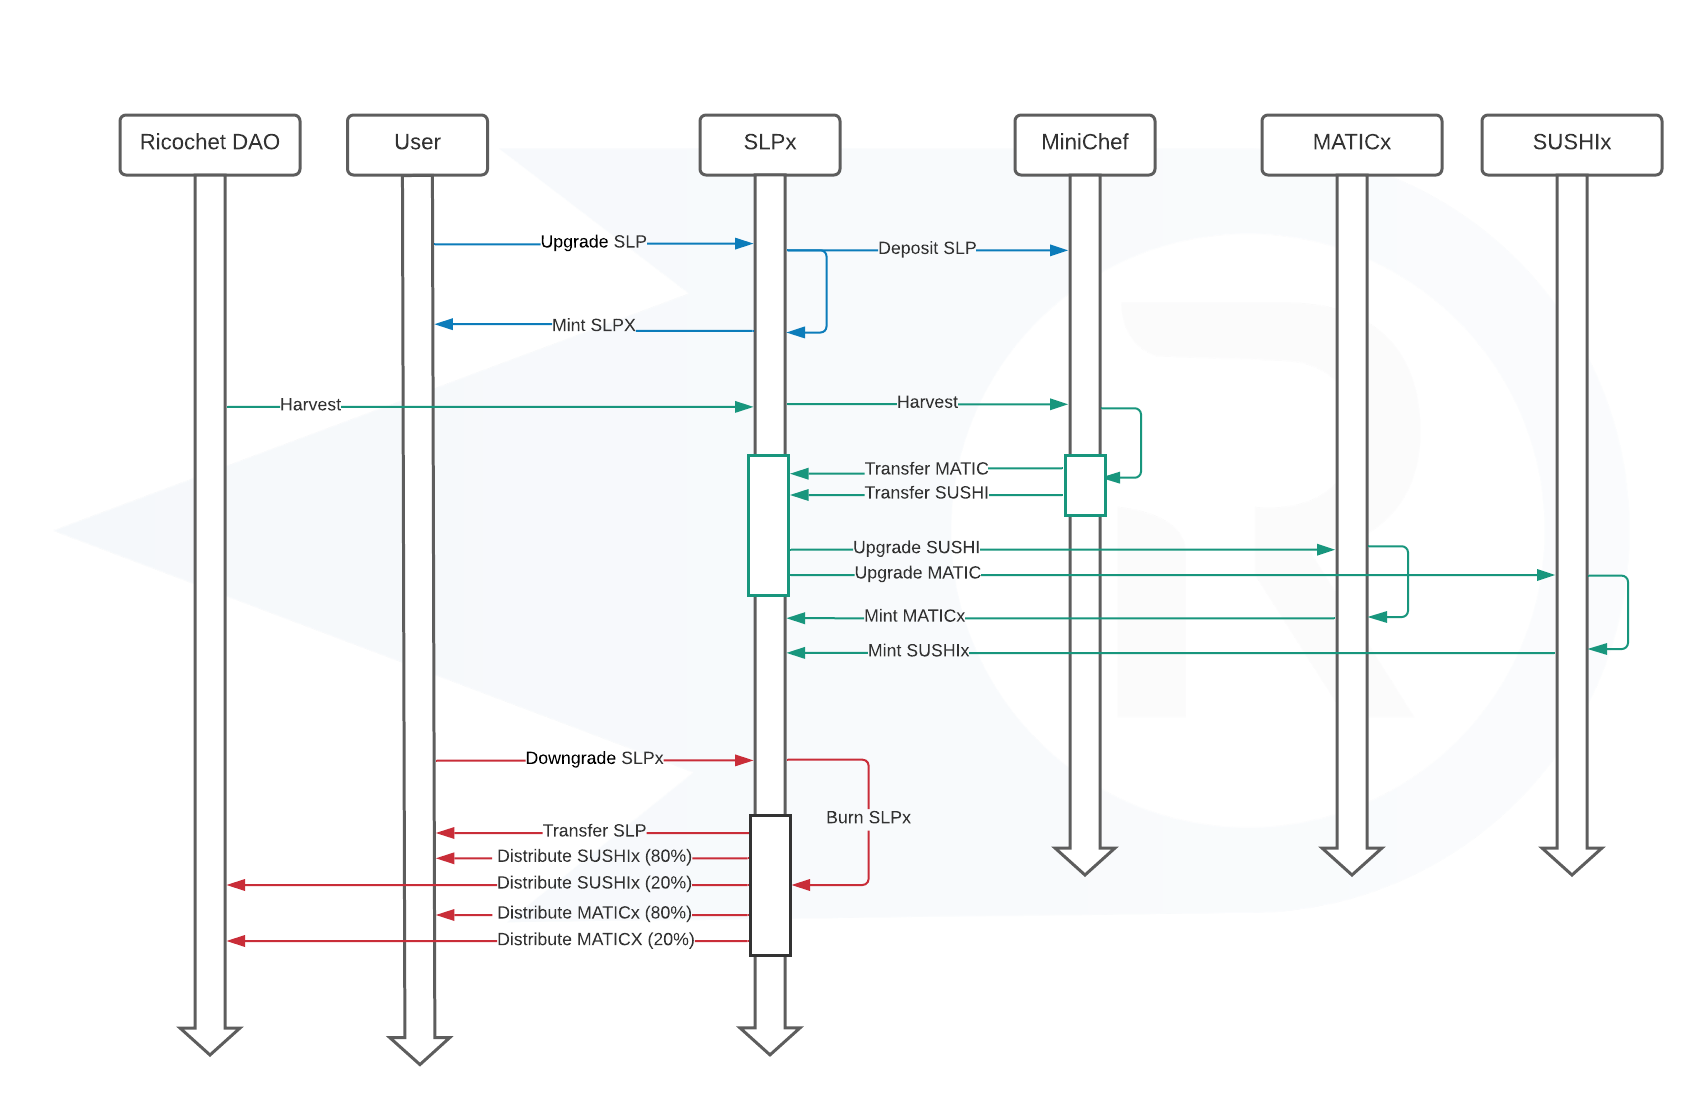 Ricochet DAO
User
SLPx
MiniChef
MATICx
SUSHIx
Upgrade SLP
Deposit SLP
Mint SLPX
Harvest
Harvest
Transfer MATIC
Transfer SUSHI
Upgrade SUSHI
Upgrade MATIC
Mint MATICx
Mint SUSHIx
Downgrade SLPx
Burn SLPx
Transfer SLP
Distribute SUSHIx (80%)
Distribute SUSHIx (20%)
Distribute MATICx (80%)
Distribute MATICX (20%)